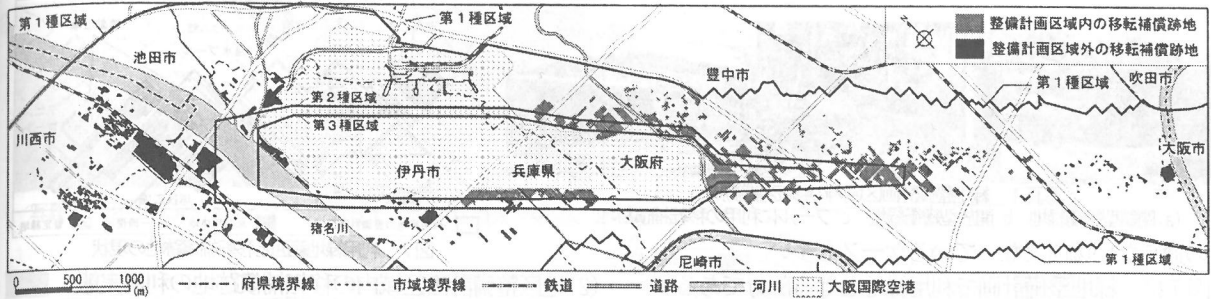 第1種区域
第1種区域
整備計画区域内の移転補償跡地
整備計画区域外の移転補償跡地
池田市
豊中市
第1種区域
吹田市
第2種区域
第3種区域
川西市
大阪市
伊丹市
兵庫県
大阪府
猪名川
尼崎市
第1種区域
0 500 1000
(m)
府県境界線 市域境界線 鉄道 道路 河川 大阪国際空港